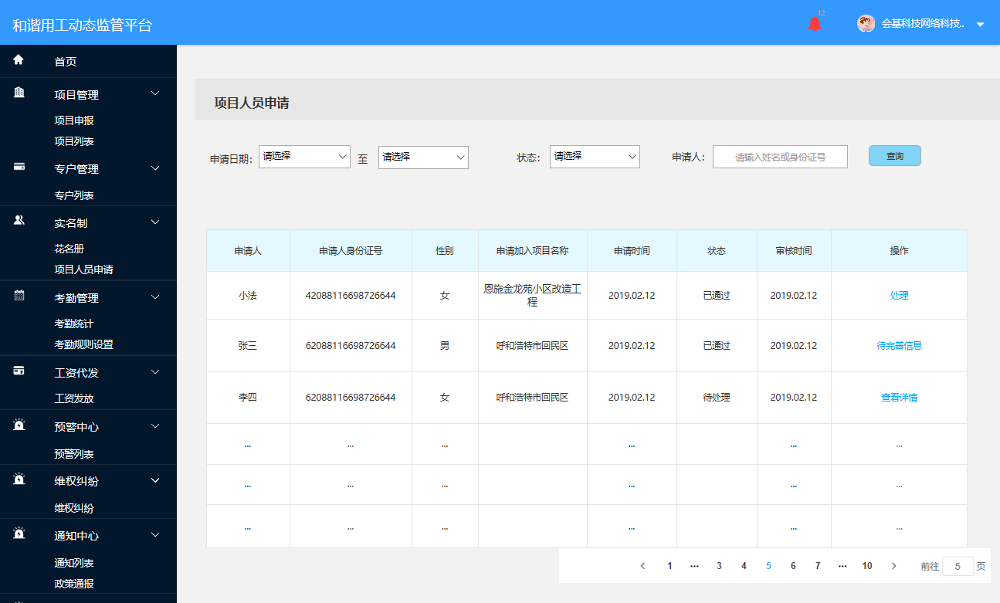 和谐用工动态监管平台
12
会基科技网络科技..
首页
项目管理
项目申报
项目列表
专户管理
专户列表
实名制
花名册
项目人员申请
考勤管理
考勤统计
考勤规则设置
工资代发
工资发放
预警中心
预警列表
维权纠纷
维权纠纷
通知中心
通知列表
政策通报
项目人员申请
申请日期: 请选择 至 请选择 状态: 请选择 申请人: 请输入姓名或身份证号 查询
申请人 申请人身份证号 性别 申请加入项目名称 申请时间 状态 审核时间 操作
小法 42088116698726644 女 恩施金龙苑小区改造工 2019.02.12 已通过 2019.02.12 处理
程
张三 62088116698726644 男 呼和浩特市回民区 2019.02.12 已通过 2019.02.12 待完善信息
李四 62088116698726644 女 呼和浩特市回民区 2019.02.12 待处理 2019.02.12 查看详情
... ... ... ... ... ...
... ... ... ... ... ...
... ... ... ... ... ...
1 ... 3 4 5 6 7 ... 10 前往 5 页